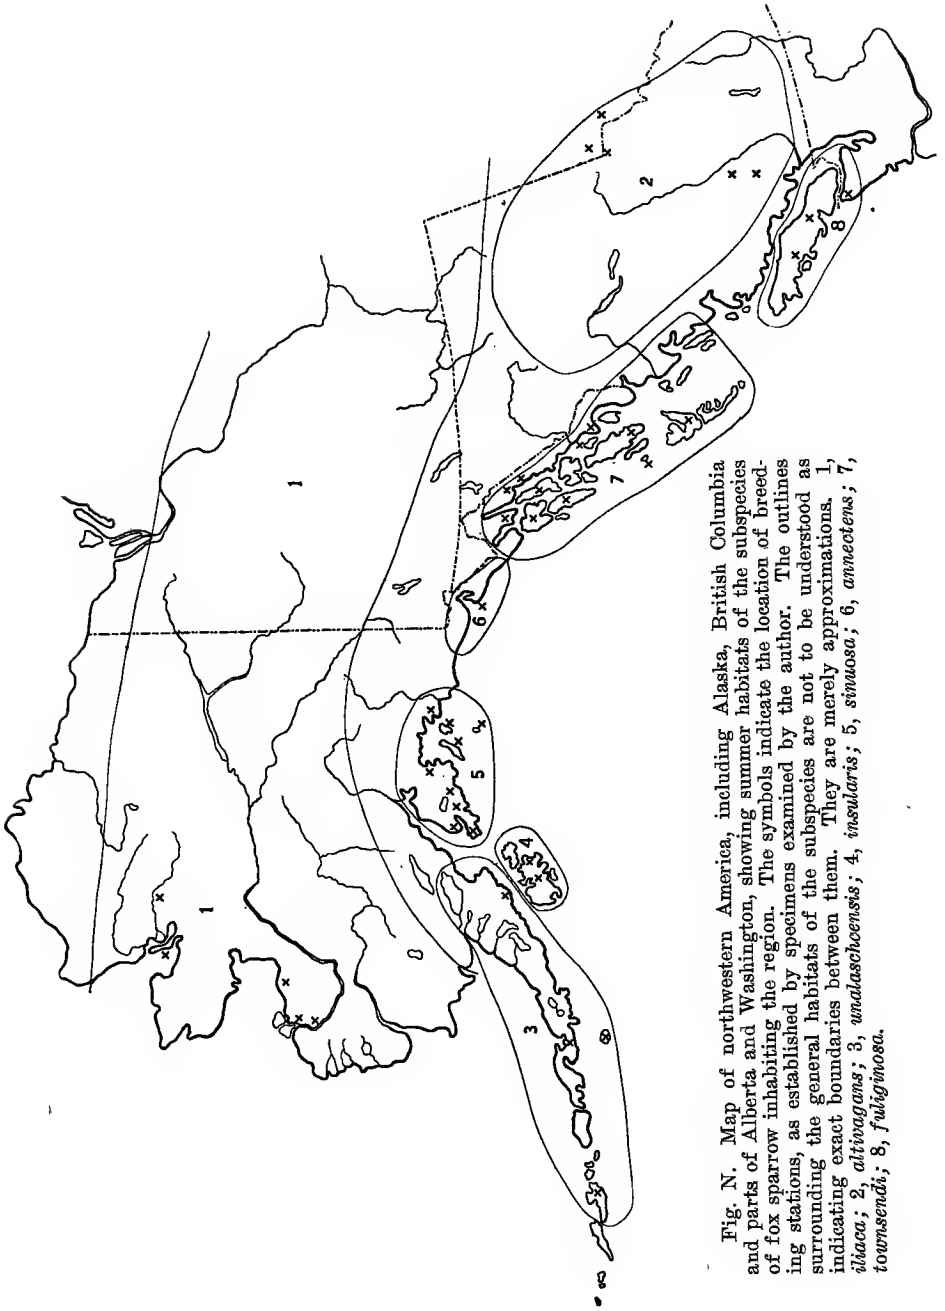 1
1
2
3
4
5
6
7
8
Fig. N. Map of northwestern America, including Alaska, British Columbia
and parts of Alberta and Washington, showing summer habitats of the subspecies
of fox sparrow inhabiting the region. The symbols indicate the location of breed-
ing stations, as established by specimens examined by the author. The outlines
surrounding the general habitats of the subspecies are not to be understood as
indicating exact boundaries between them. They are merely approximations. 1,
iliaca; 2, altivagans; 3, unalaschcensis; 4, insularis; 5, sinuosa; 6, annectens; 7,
townsendi; 8, fuliginosa.